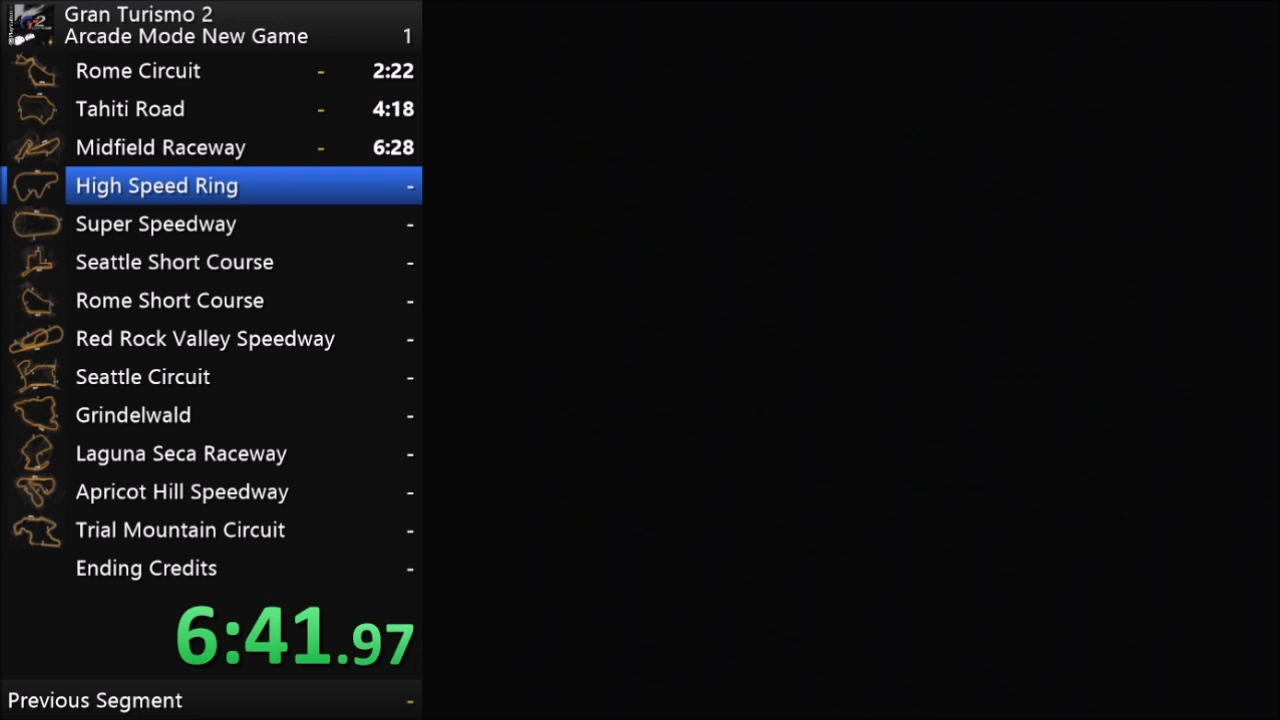 Gran Turismo 2
Arcade Mode New Game 1
Rome Circuit - 2:22
Tahiti Road - 4:18
Midfield Raceway - 6:28
High Speed Ring -
Super Speedway -
Seattle Short Course -
Rome Short Course -
Red Rock Valley Speedway -
Seattle Circuit -
Grindelwald -
Laguna Seca Raceway -
Apricot Hill Speedway -
Trial Mountain Circuit -
Ending Credits -
6:41.97
Previous Segment -